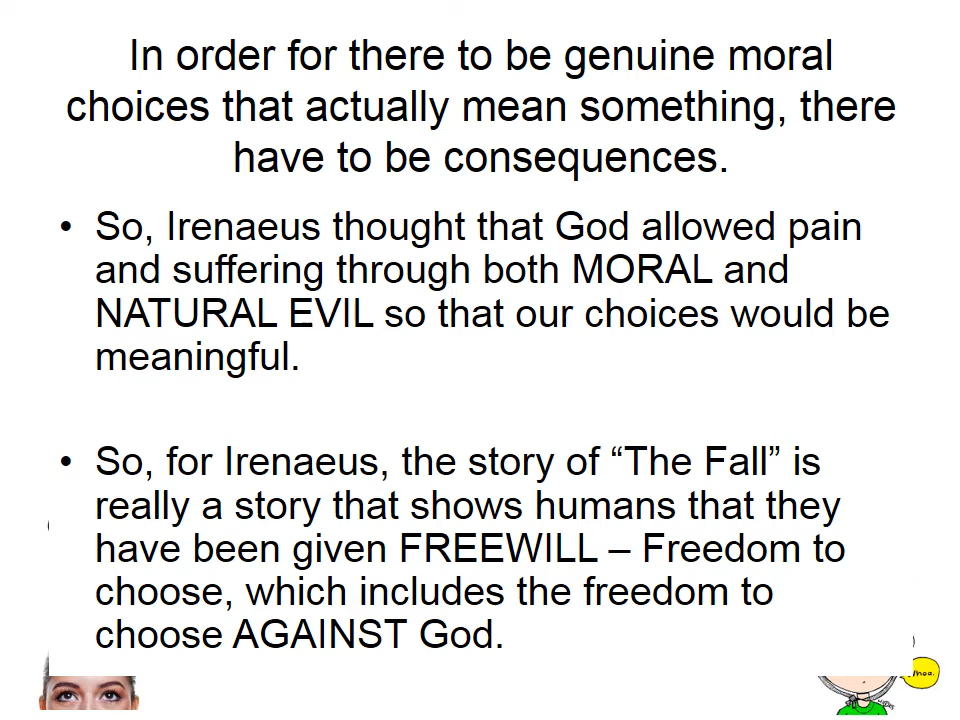 In order for there to be genuine moral
choices that actually mean something, there
have to be consequences.
• So, Irenaeus thought that God allowed pain
and suffering through both MORAL and
NATURAL EVIL so that our choices would be
meaningful.
• So, for Irenaeus, the story of “The Fall” is
really a story that shows humans that they
have been given FREEWILL – Freedom to
choose, which includes the freedom to
choose AGAINST God.